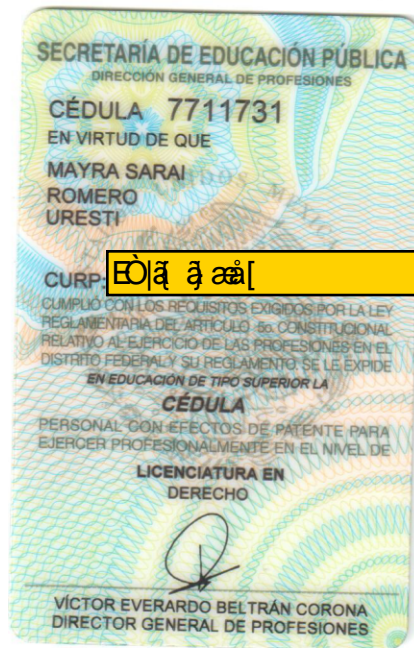 SECRETARÍA DE EDUCACIÓN PÚBLICA
DIRECCIÓN GENERAL DE PROFESIONES
CÉDULA 7711731
EN VIRTUD DE QUE
MAYRA SARAI
ROMERO
URESTI
CURP:
CUMPLIÓ CON LOS REQUISITOS EXIGIDOS POR LA LEY
REGLAMENTARIA DEL ARTÍCULO 5o. CONSTITUCIONAL
RELATIVO AL EJERCICIO DE LAS PROFESIONES EN EL
DISTRITO FEDERAL Y SU REGLAMENTO. SE LE EXPIDE
EN EDUCACIÓN DE TIPO SUPERIOR LA
CÉDULA
PERSONAL CON EFECTOS DE PATENTE PARA
EJERCER PROFESIONALMENTE EN EL NIVEL DE
LICENCIATURA EN
DERECHO
VÍCTOR EVERARDO BELTRÁN CORONA
DIRECTOR GENERAL DE PROFESIONES